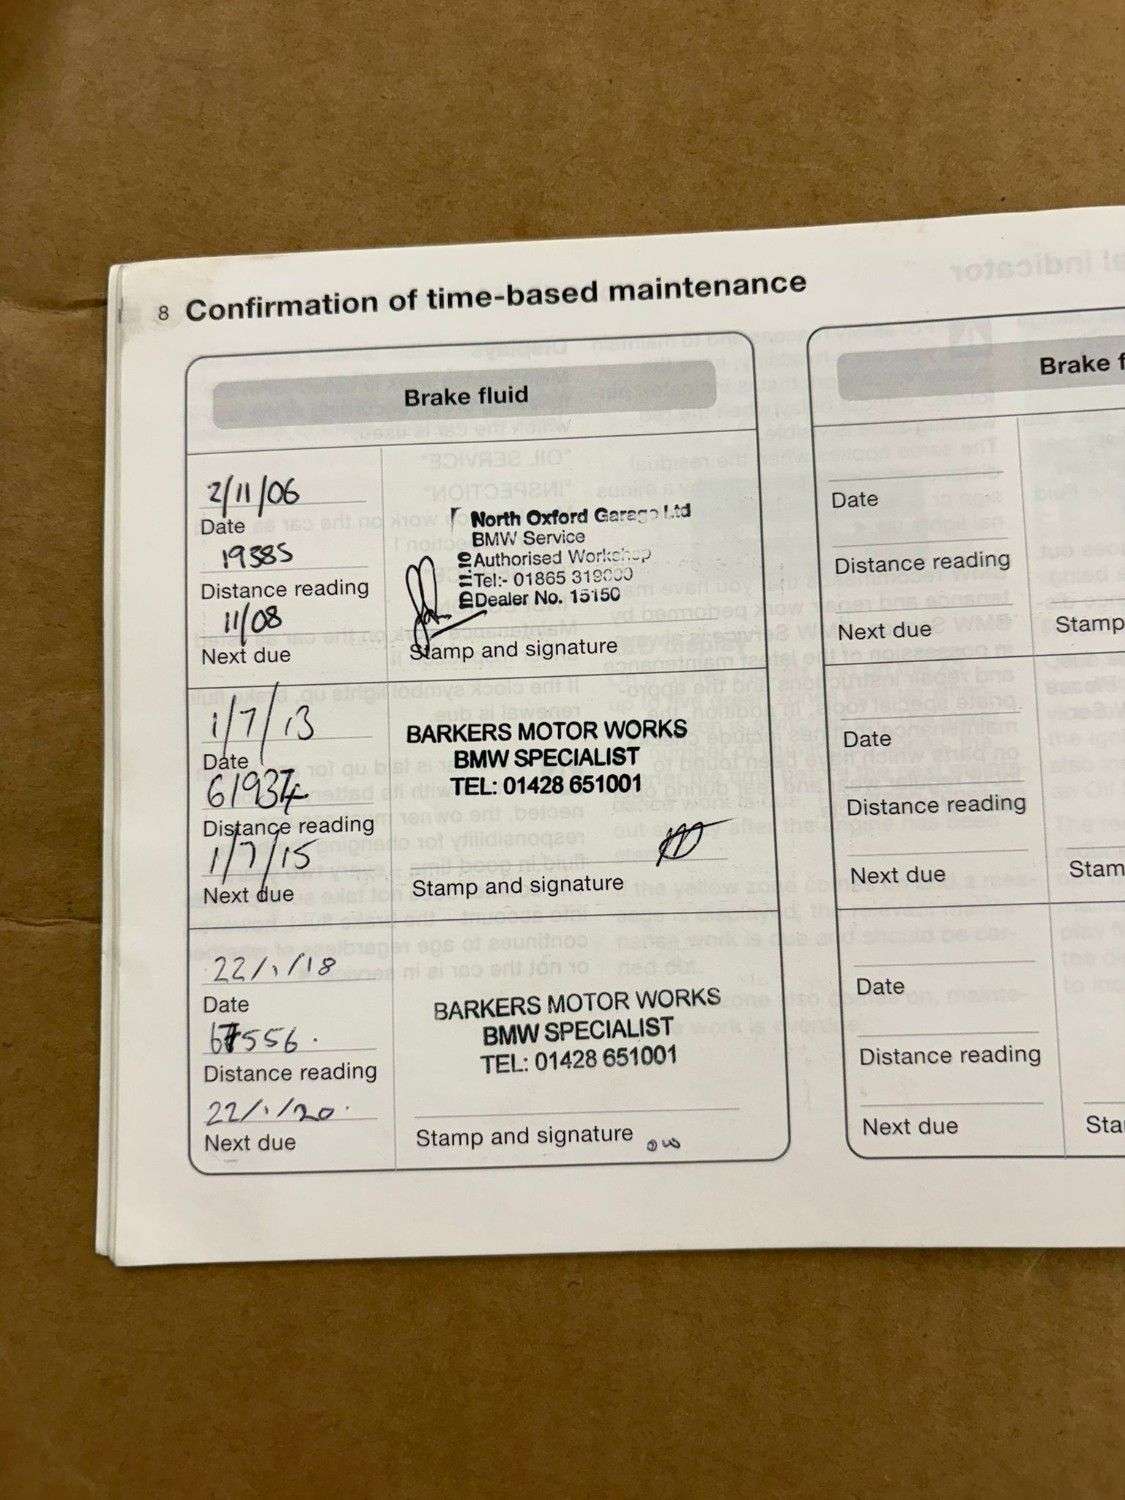 8 Confirmation of time-based maintenance
Brake fluid
2/11/06
Date
19385
Distance reading
11/08
Next due
North Oxford Garage Ltd
BMW Service
Authorised Workshop
Tel:- 01865 319000
Dealer No. 15150
Stamp and signature
1/7/13
Date
61937
Distance reading
1/7/15
Next due
BARKERS MOTOR WORKS
BMW SPECIALIST
TEL: 01428 651001
Stamp and signature
22/1/18
Date
67556.
Distance reading
22/1/20.
Next due
BARKERS MOTOR WORKS
BMW SPECIALIST
TEL: 01428 651001
Stamp and signature
Brake f
Date
Distance reading
Next due
Stamp
Date
Distance reading
Next due
Stam
Date
Distance reading
Next due
Sta